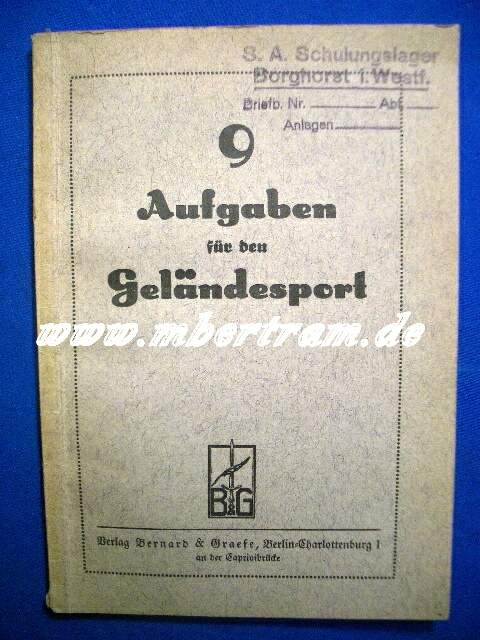 S. A. Schulungslager
Borghorst i. Westf.
Briefb. Nr. Abt.
Anlagen
9
Aufgaben
für den
Geländesport
www.mbertram.de
B&G
Verlag Bernard & Graefe, Berlin-Charlottenburg 1
an der Caprivibrücke